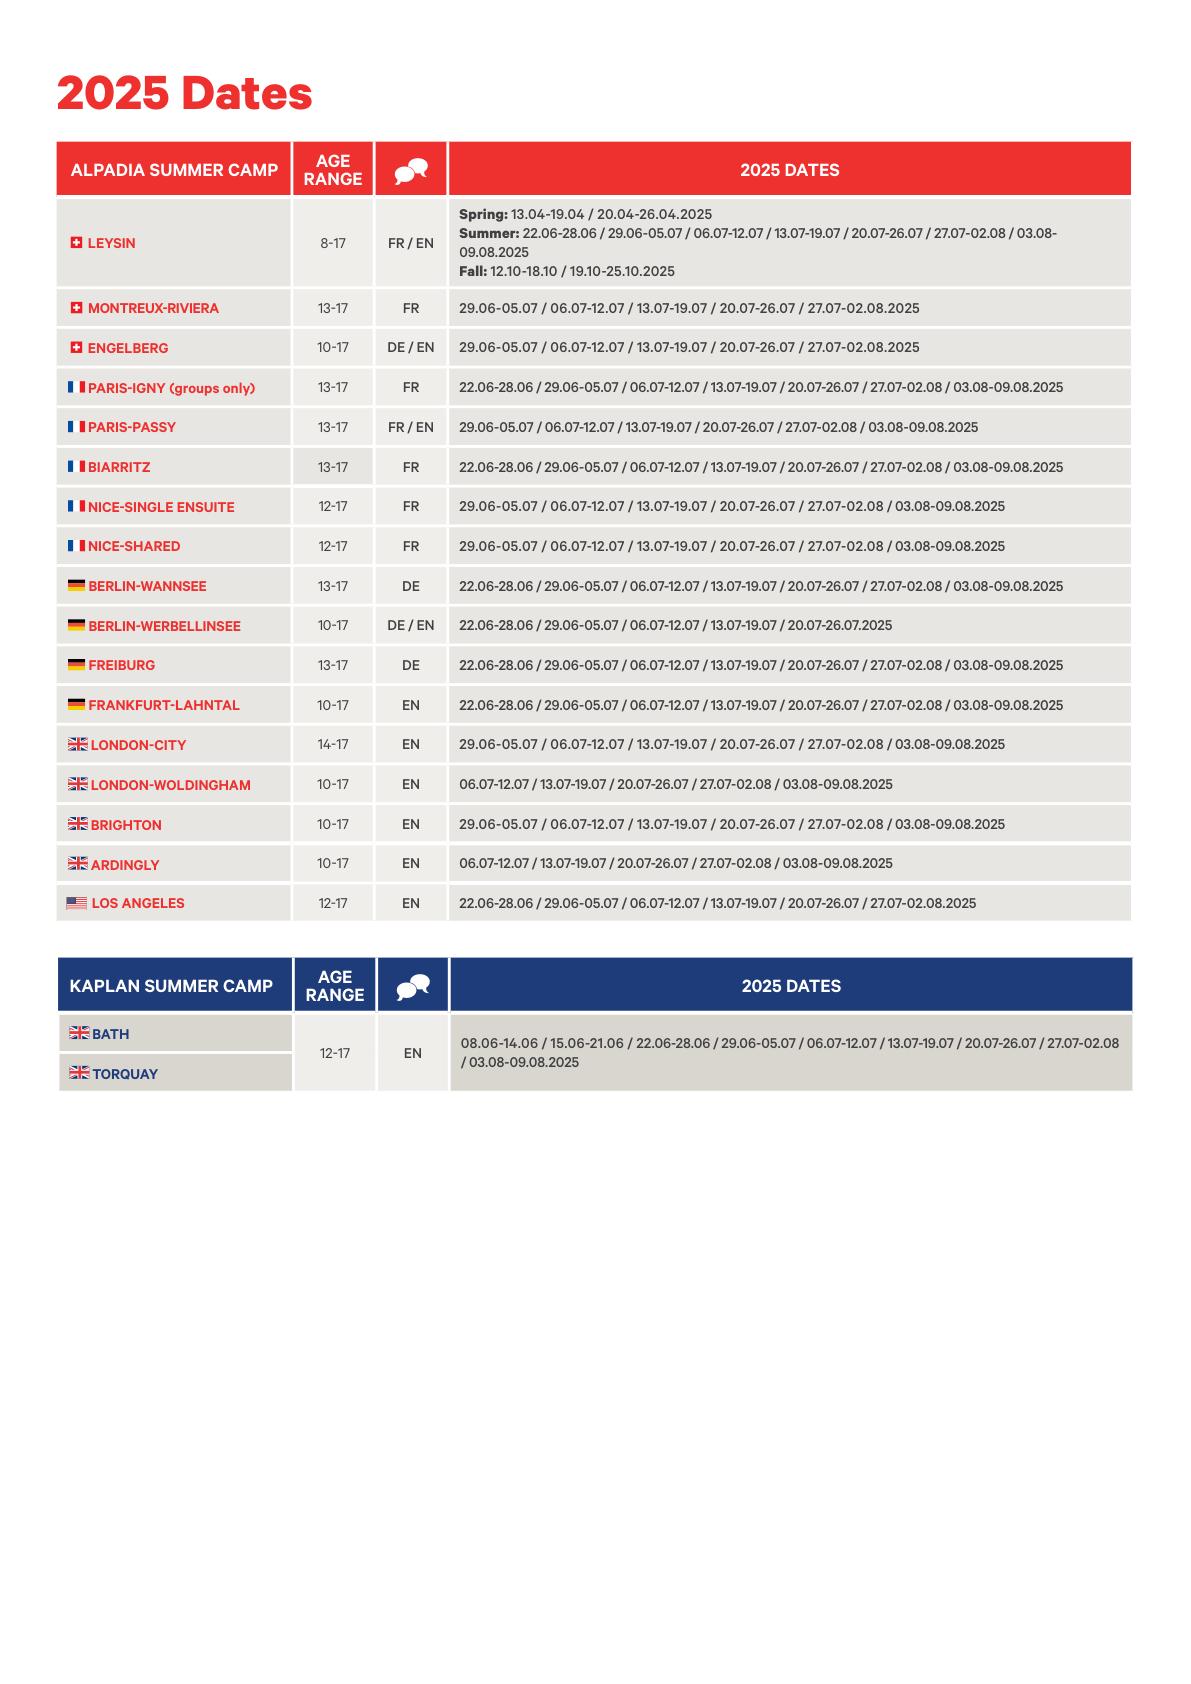 2025 Dates
ALPADIA SUMMER CAMP
AGE
RANGE
2025 DATES
LEYSIN
8-17
FR / EN
Spring: 13.04-19.04 / 20.04-26.04.2025
Summer: 22.06-28.06 / 29.06-05.07 / 06.07-12.07 / 13.07-19.07 / 20.07-26.07 / 27.07-02.08 / 03.08-
09.08.2025
Fall: 12.10-18.10 / 19.10-25.10.2025
MONTREUX-RIVIERA 13-17 FR 29.06-05.07 / 06.07-12.07 / 13.07-19.07 / 20.07-26.07 / 27.07-02.08.2025
ENGELBERG 10-17 DE / EN 29.06-05.07 / 06.07-12.07 / 13.07-19.07 / 20.07-26.07 / 27.07-02.08.2025
PARIS-IGNY (groups only) 13-17 FR 22.06-28.06 / 29.06-05.07 / 06.07-12.07 / 13.07-19.07 / 20.07-26.07 / 27.07-02.08 / 03.08-09.08.2025
PARIS-PASSY 13-17 FR / EN 29.06-05.07 / 06.07-12.07 / 13.07-19.07 / 20.07-26.07 / 27.07-02.08 / 03.08-09.08.2025
BIARRITZ 13-17 FR 22.06-28.06 / 29.06-05.07 / 06.07-12.07 / 13.07-19.07 / 20.07-26.07 / 27.07-02.08 / 03.08-09.08.2025
NICE-SINGLE ENSUITE 12-17 FR 29.06-05.07 / 06.07-12.07 / 13.07-19.07 / 20.07-26.07 / 27.07-02.08 / 03.08-09.08.2025
NICE-SHARED 12-17 FR 29.06-05.07 / 06.07-12.07 / 13.07-19.07 / 20.07-26.07 / 27.07-02.08 / 03.08-09.08.2025
BERLIN-WANNSEE 13-17 DE 22.06-28.06 / 29.06-05.07 / 06.07-12.07 / 13.07-19.07 / 20.07-26.07 / 27.07-02.08 / 03.08-09.08.2025
BERLIN-WERBELLINSEE 10-17 DE / EN 22.06-28.06 / 29.06-05.07 / 06.07-12.07 / 13.07-19.07 / 20.07-26.07.2025
FREIBURG 13-17 DE 22.06-28.06 / 29.06-05.07 / 06.07-12.07 / 13.07-19.07 / 20.07-26.07 / 27.07-02.08 / 03.08-09.08.2025
FRANKFURT-LAHNTAL 10-17 EN 22.06-28.06 / 29.06-05.07 / 06.07-12.07 / 13.07-19.07 / 20.07-26.07 / 27.07-02.08 / 03.08-09.08.2025
LONDON-CITY 14-17 EN 29.06-05.07 / 06.07-12.07 / 13.07-19.07 / 20.07-26.07 / 27.07-02.08 / 03.08-09.08.2025
LONDON-WOLDINGHAM 10-17 EN 06.07-12.07 / 13.07-19.07 / 20.07-26.07 / 27.07-02.08 / 03.08-09.08.2025
BRIGHTON 10-17 EN 29.06-05.07 / 06.07-12.07 / 13.07-19.07 / 20.07-26.07 / 27.07-02.08 / 03.08-09.08.2025
ARDINGLY 10-17 EN 06.07-12.07 / 13.07-19.07 / 20.07-26.07 / 27.07-02.08 / 03.08-09.08.2025
LOS ANGELES 12-17 EN 22.06-28.06 / 29.06-05.07 / 06.07-12.07 / 13.07-19.07 / 20.07-26.07 / 27.07-02.08.2025
KAPLAN SUMMER CAMP
AGE
RANGE
2025 DATES
BATH
TORQUAY
12-17
EN
08.06-14.06 / 15.06-21.06 / 22.06-28.06 / 29.06-05.07 / 06.07-12.07 / 13.07-19.07 / 20.07-26.07 / 27.07-02.08
/ 03.08-09.08.2025